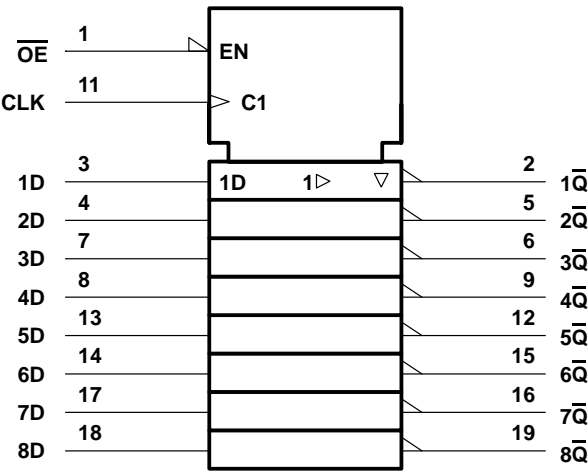 O̅E̅ 1 EN
CLK 11 C1
1D 3 1D 1▷ ▽ 2 1Q̅
2D 4 5 2Q̅
3D 7 6 3Q̅
4D 8 9 4Q̅
5D 13 12 5Q̅
6D 14 15 6Q̅
7D 17 16 7Q̅
8D 18 19 8Q̅